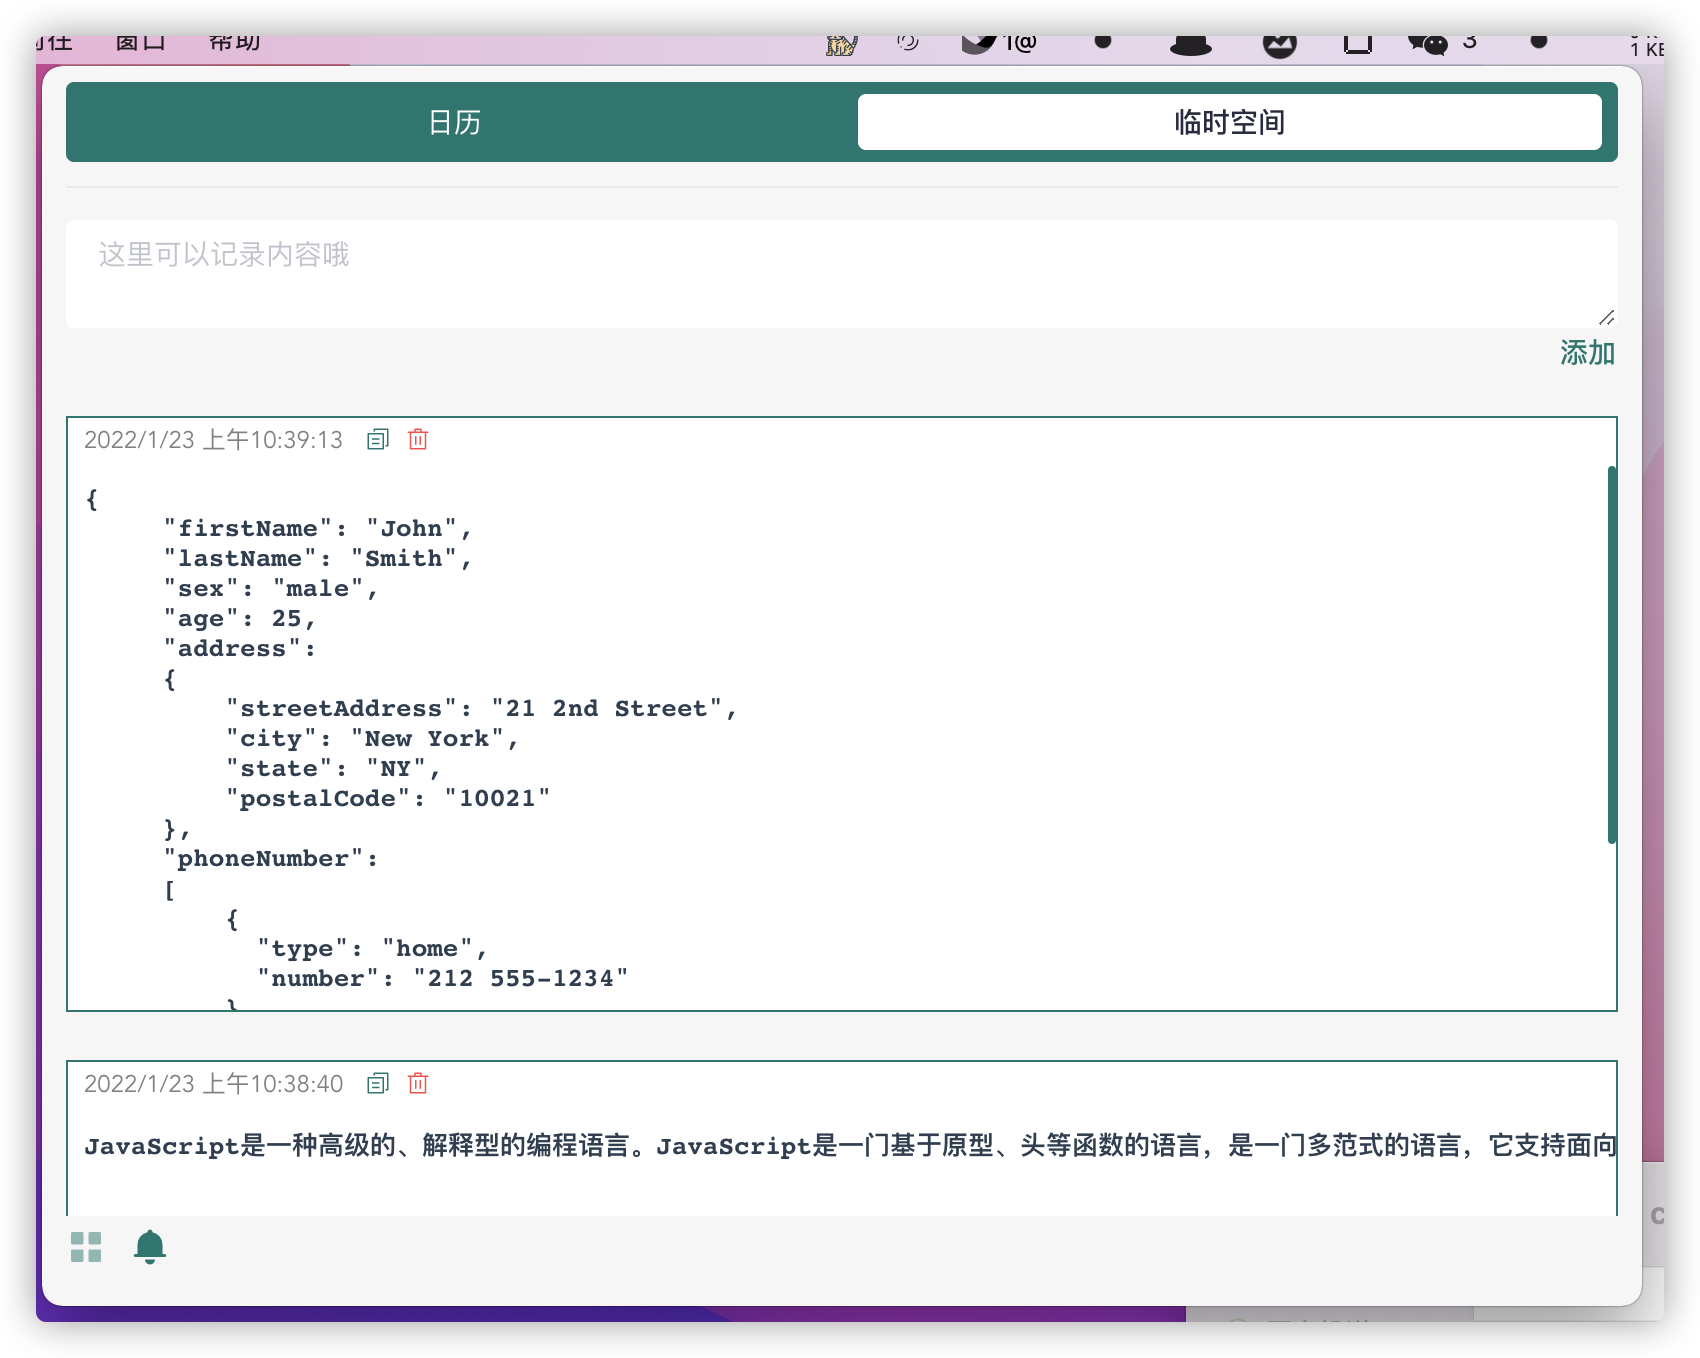 窗口 帮助
1@ 3
1 KB
日历 临时空间
这里可以记录内容哦
添加
2022/1/23 上午10:39:13
{
"firstName": "John",
"lastName": "Smith",
"sex": "male",
"age": 25,
"address":
{
"streetAddress": "21 2nd Street",
"city": "New York",
"state": "NY",
"postalCode": "10021"
},
"phoneNumber":
[
{
"type": "home",
"number": "212 555-1234"
}
2022/1/23 上午10:38:40
JavaScript是一种高级的、解释型的编程语言。JavaScript是一门基于原型、头等函数的语言，是一门多范式的语言，它支持面向